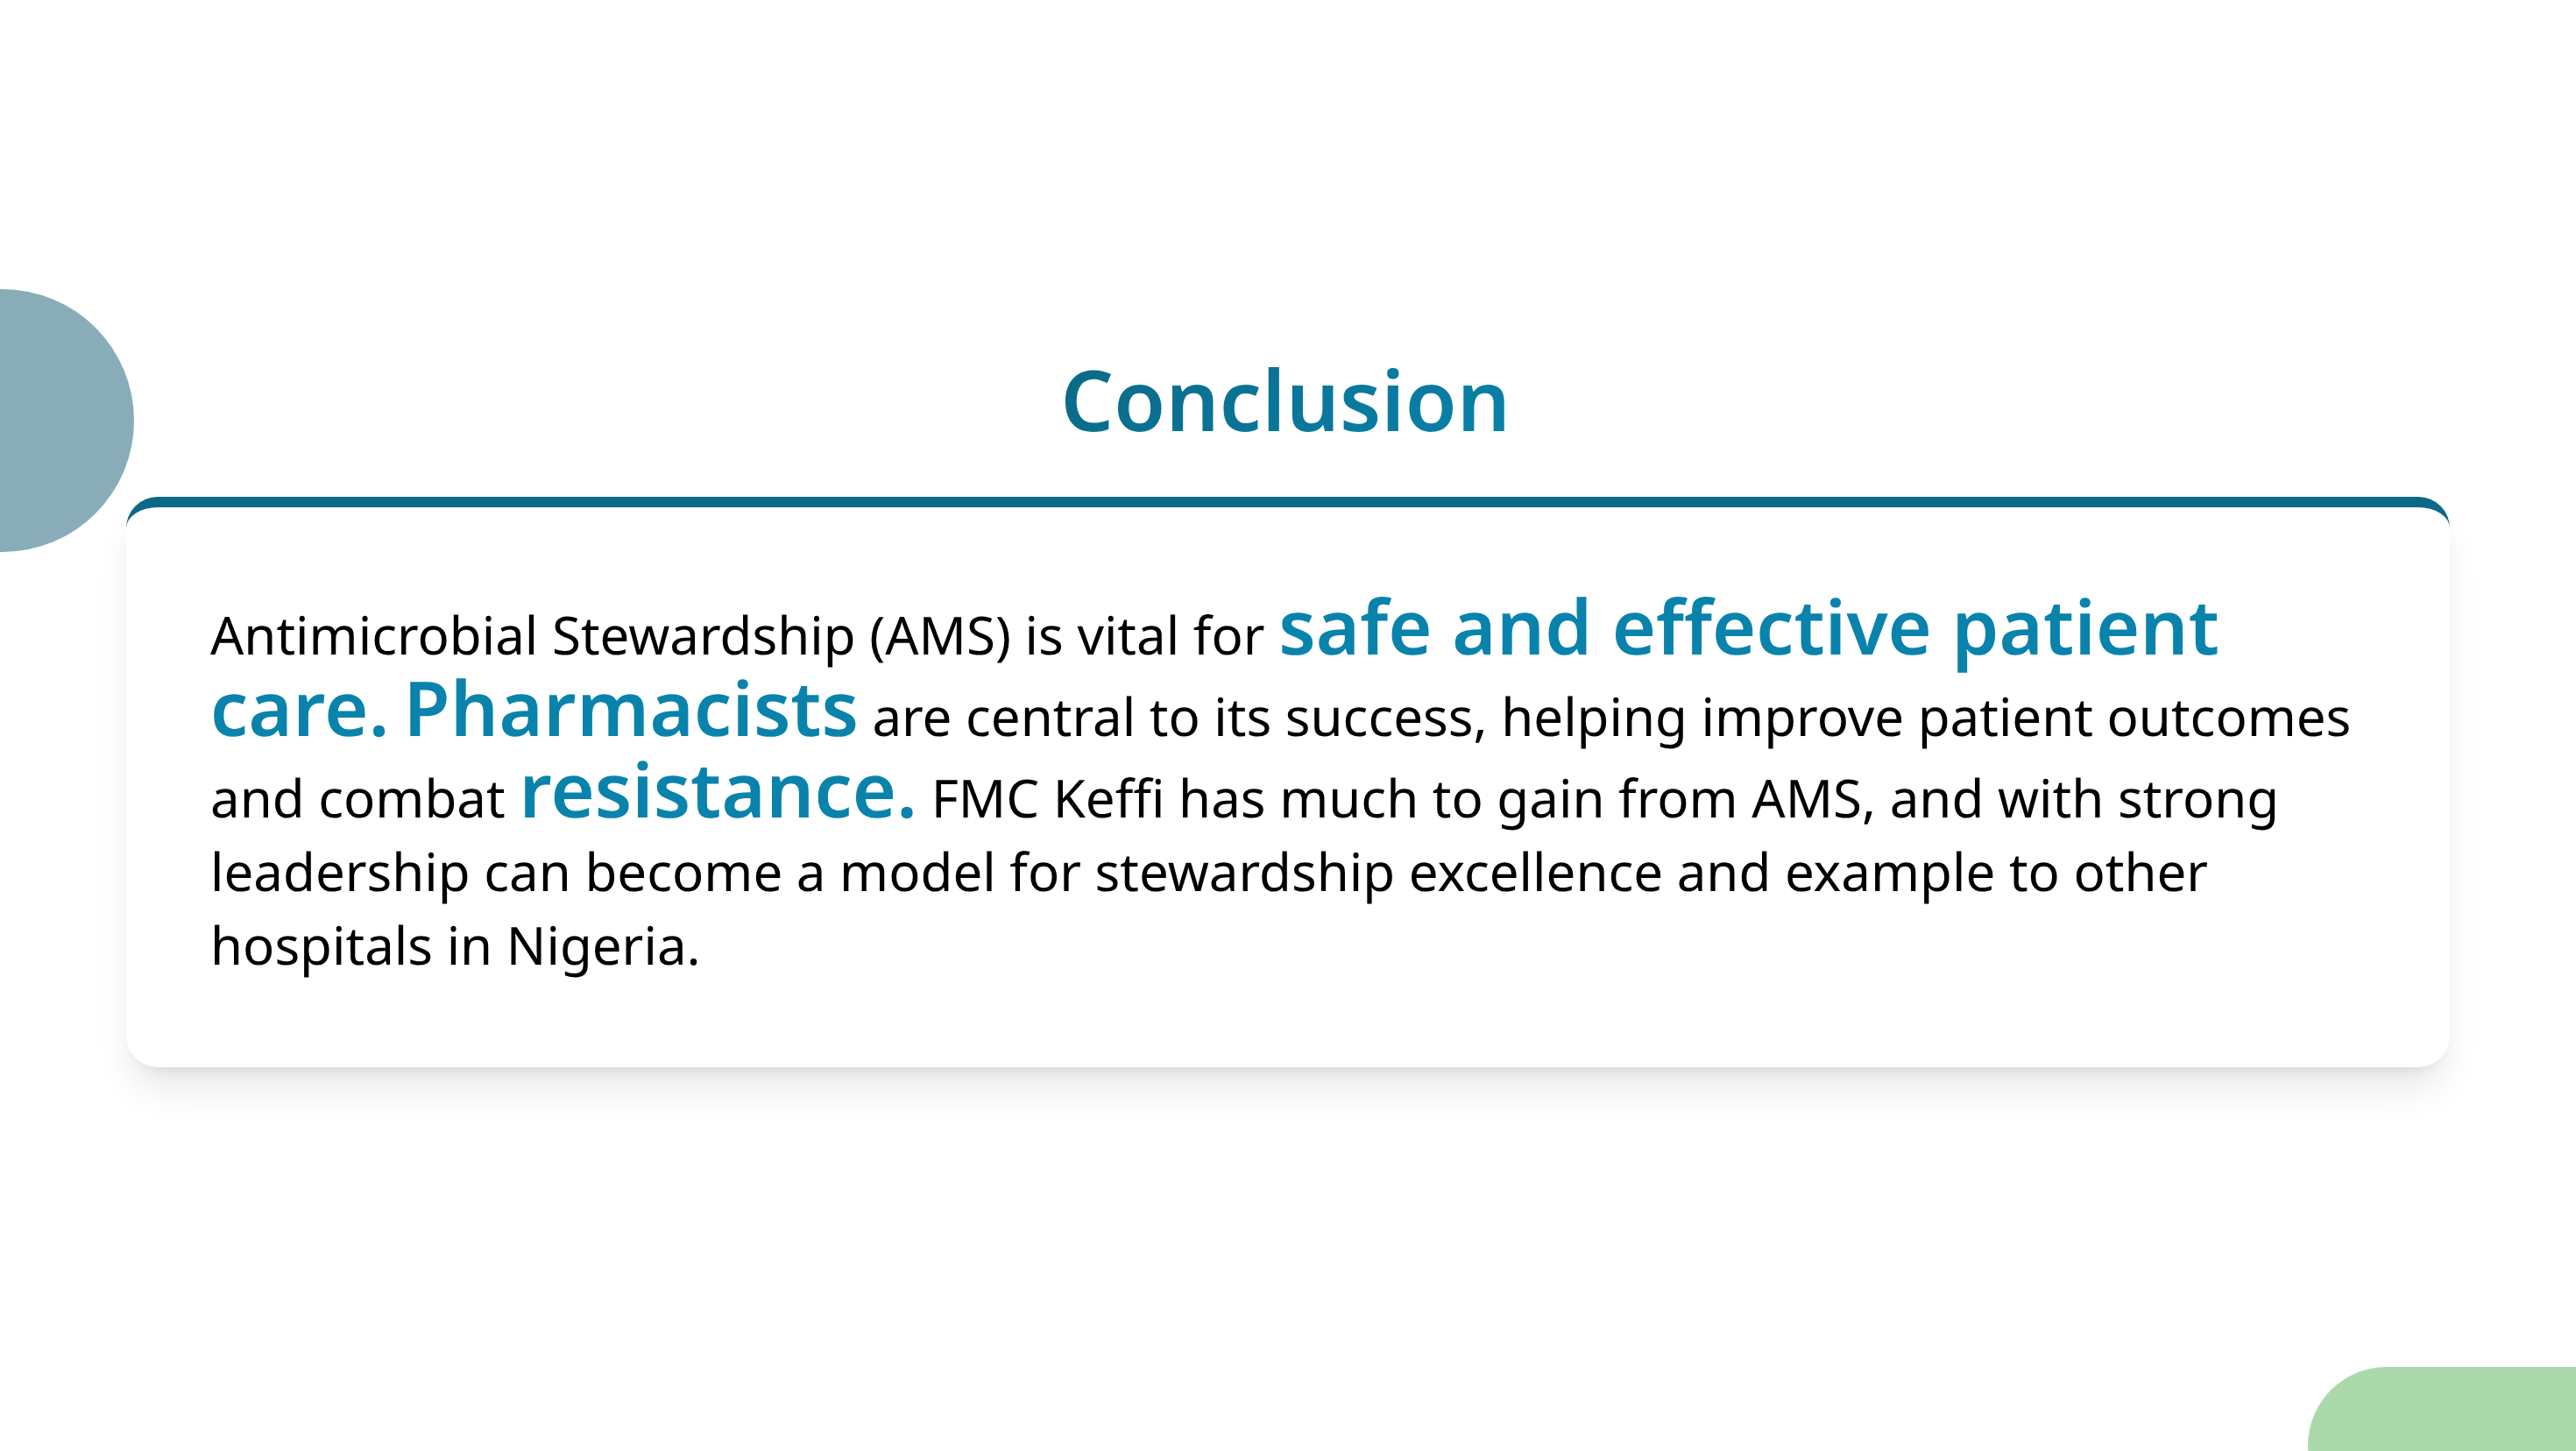 Conclusion
Antimicrobial Stewardship (AMS) is vital for safe and effective patient
care. Pharmacists are central to its success, helping improve patient outcomes
and combat resistance. FMC Keffi has much to gain from AMS, and with strong
leadership can become a model for stewardship excellence and example to other
hospitals in Nigeria.